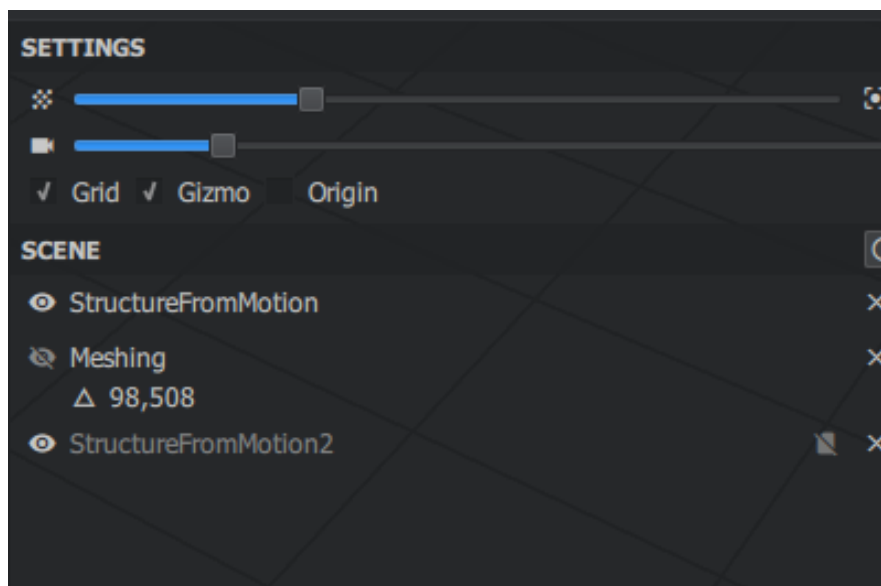 SETTINGS
Grid Gizmo Origin
SCENE
StructureFromMotion
Meshing
98,508
StructureFromMotion2